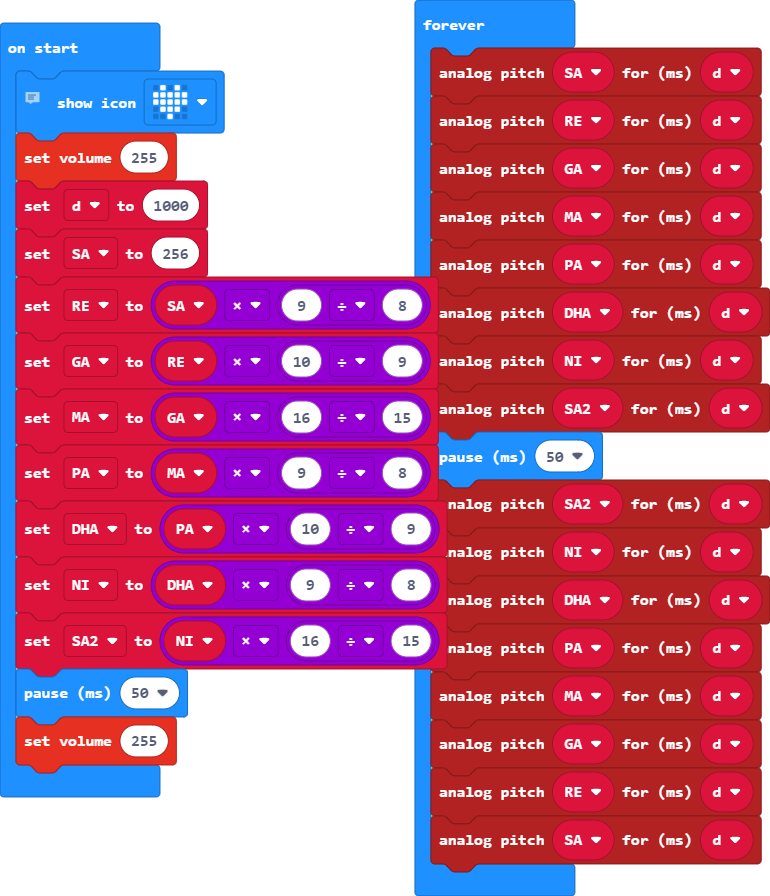 on start
show icon
set volume 255
set d to 1000
set SA to 256
set RE to SA × 9 ÷ 8
set GA to RE × 10 ÷ 9
set MA to GA × 16 ÷ 15
set PA to MA × 9 ÷ 8
set DHA to PA × 10 ÷ 9
set NI to DHA × 9 ÷ 8
set SA2 to NI × 16 ÷ 15
pause (ms) 50
set volume 255
forever
analog pitch SA for (ms) d
analog pitch RE for (ms) d
analog pitch GA for (ms) d
analog pitch MA for (ms) d
analog pitch PA for (ms) d
analog pitch DHA for (ms) d
analog pitch NI for (ms) d
analog pitch SA2 for (ms) d
pause (ms) 50
nalog pitch SA2 for (ms) d
nalog pitch NI for (ms) d
nalog pitch DHA for (ms) d
nalog pitch PA for (ms) d
analog pitch MA for (ms) d
analog pitch GA for (ms) d
analog pitch RE for (ms) d
analog pitch SA for (ms) d